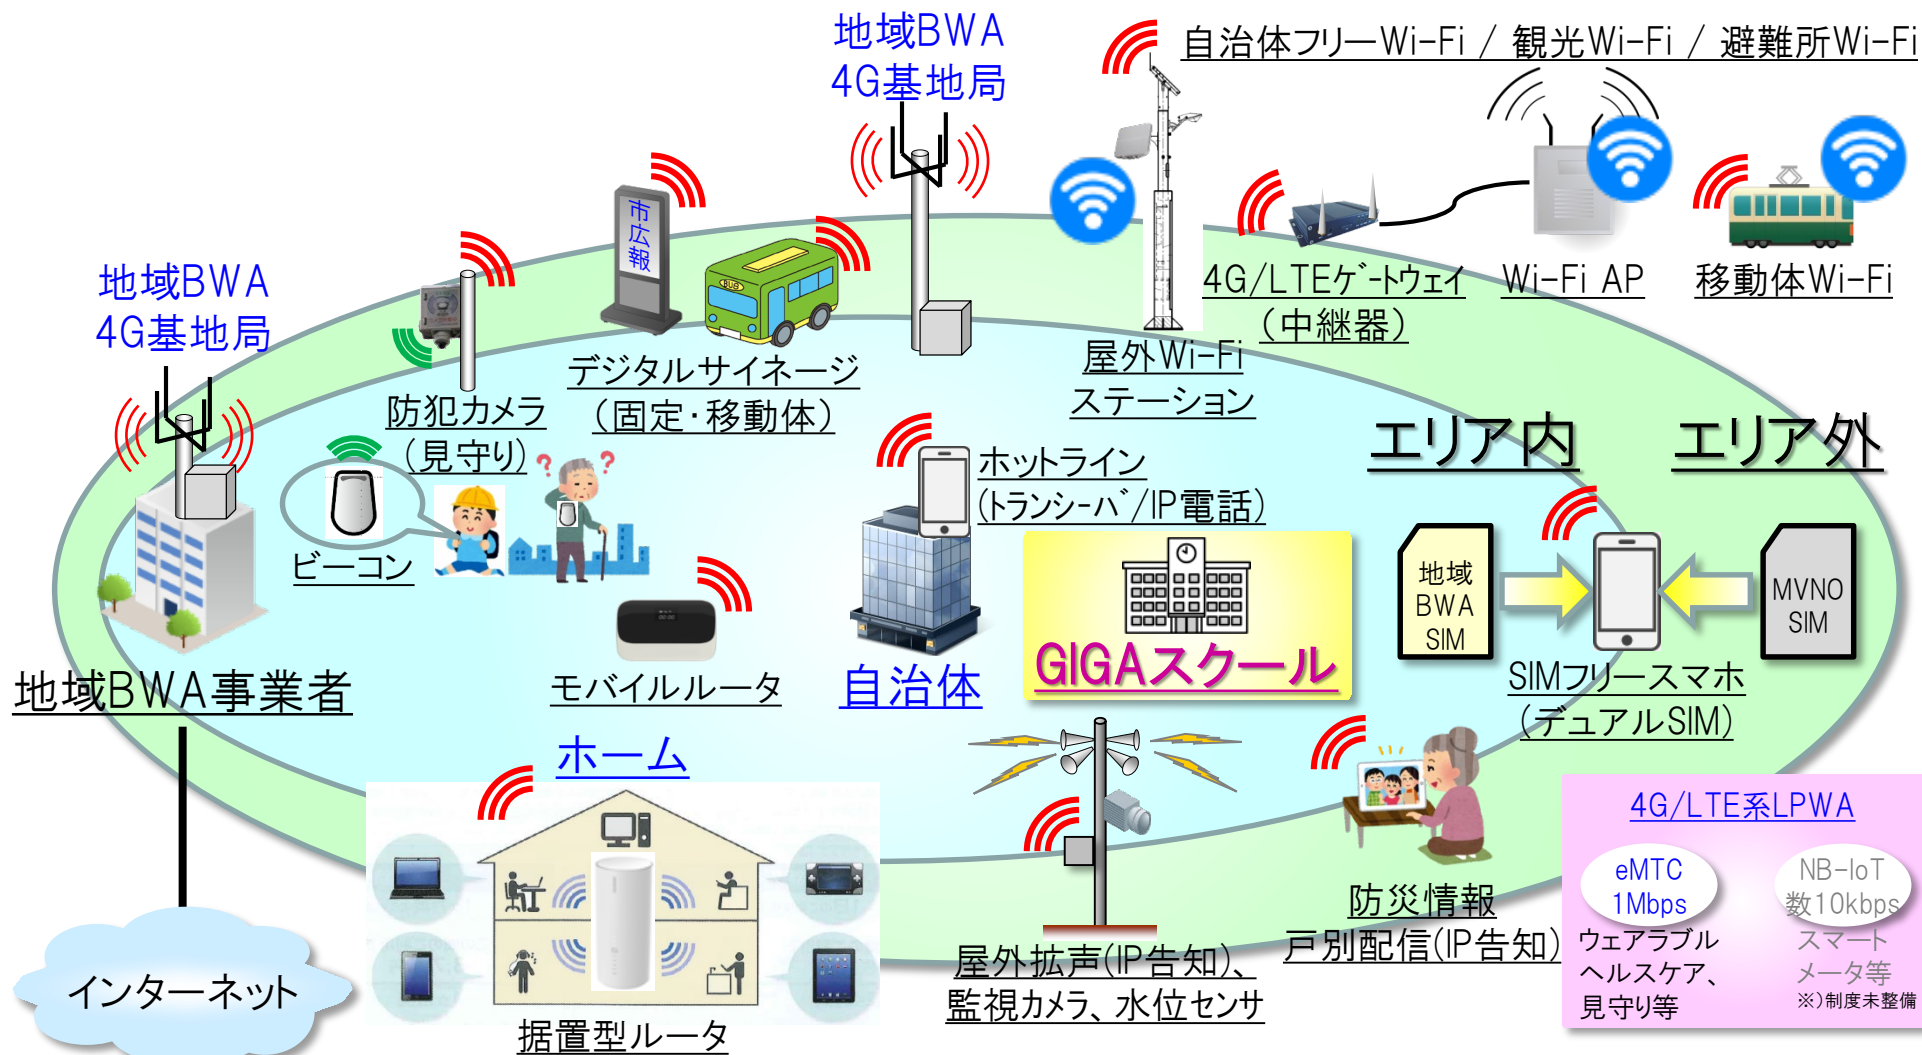 地域BWA
4G基地局
自治体フリーWi-Fi / 観光Wi-Fi / 避難所Wi-Fi
地域BWA
4G基地局
市広報
BUS
4G/LTEゲートウェイ
(中継器)
Wi-Fi AP
移動体Wi-Fi
屋外Wi-Fi
ステーション
デジタルサイネージ
(固定・移動体)
防犯カメラ
(見守り)
ビーコン
ホットライン
(トランシーバ/IP電話)
エリア内
エリア外
地域
BWA
SIM
MVNO
SIM
SIMフリースマホ
(デュアルSIM)
地域BWA事業者
モバイルルータ
自治体
GIGAスクール
ホーム
据置型ルータ
インターネット
屋外拡声(IP告知)、
監視カメラ、水位センサ
防災情報
戸別配信(IP告知)
4G/LTE系LPWA
eMTC
1Mbps
ウェアラブル
ヘルスケア、
見守り等
NB-IoT
数10kbps
スマート
メータ等
※)制度未整備